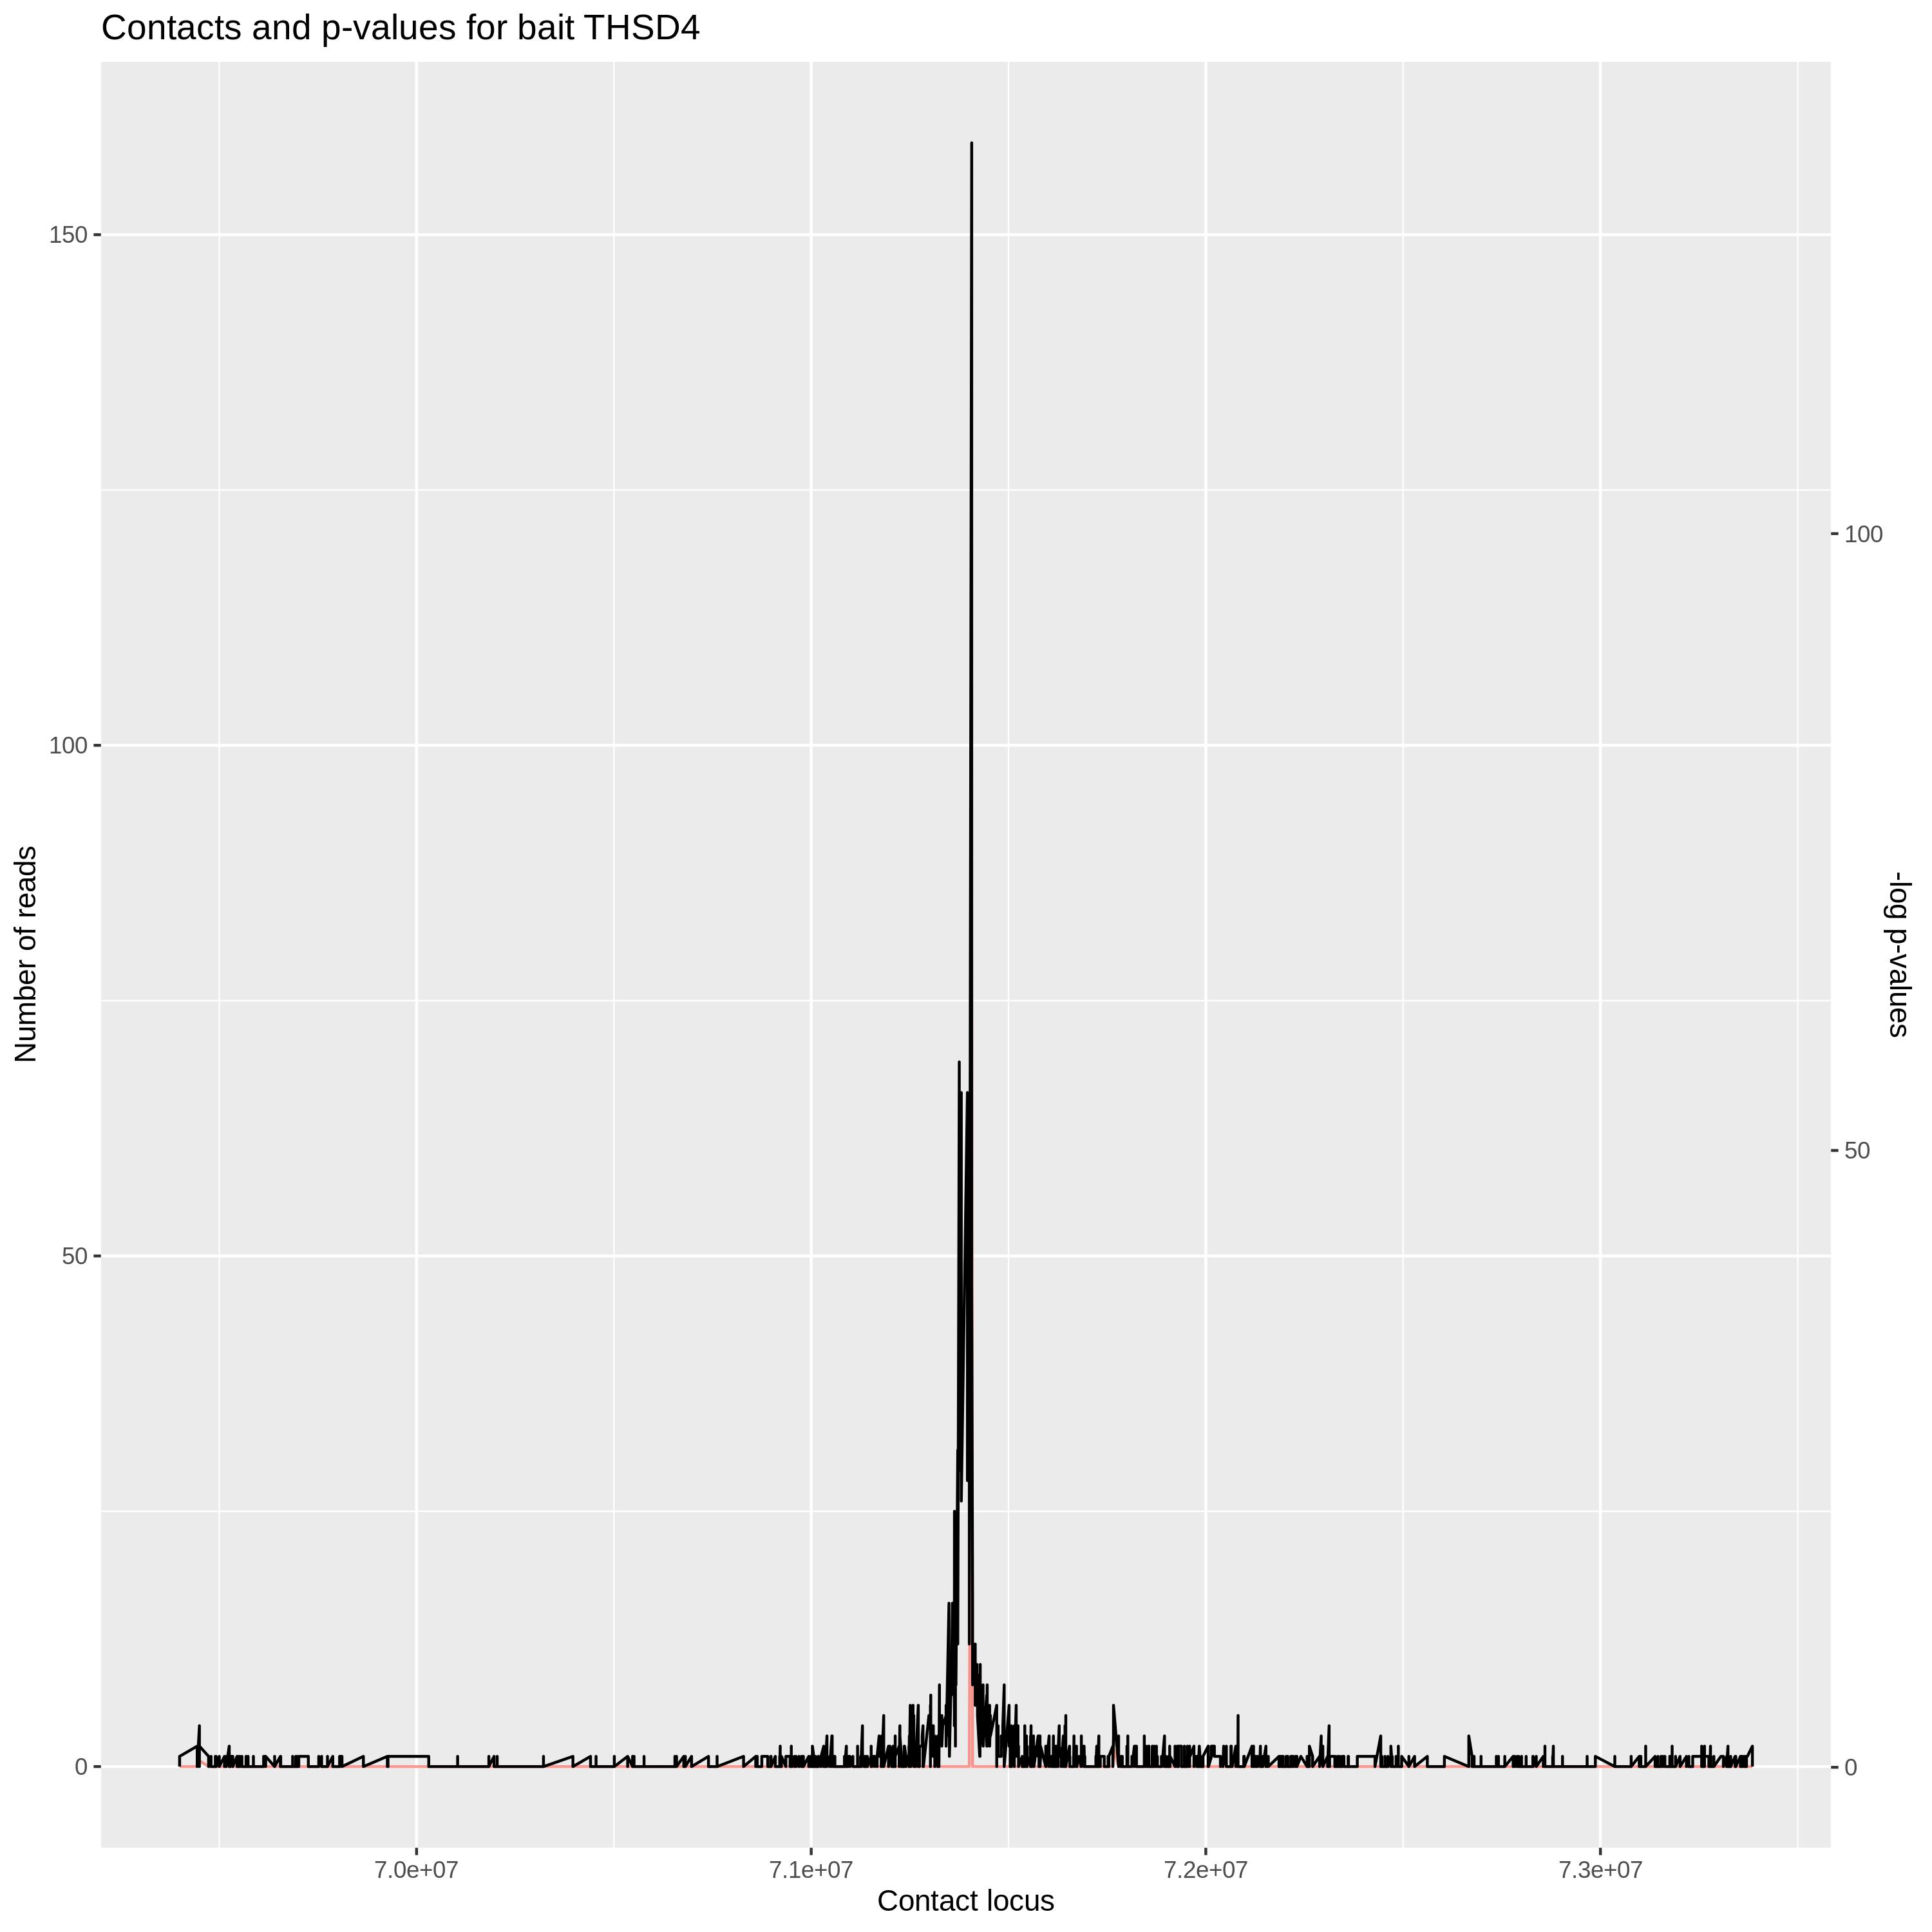 Contacts and p-values for bait THSD4
150
100
50
0
Number of reads
100
50
0
-log p-values
7.0e+07 7.1e+07 7.2e+07 7.3e+07
Contact locus